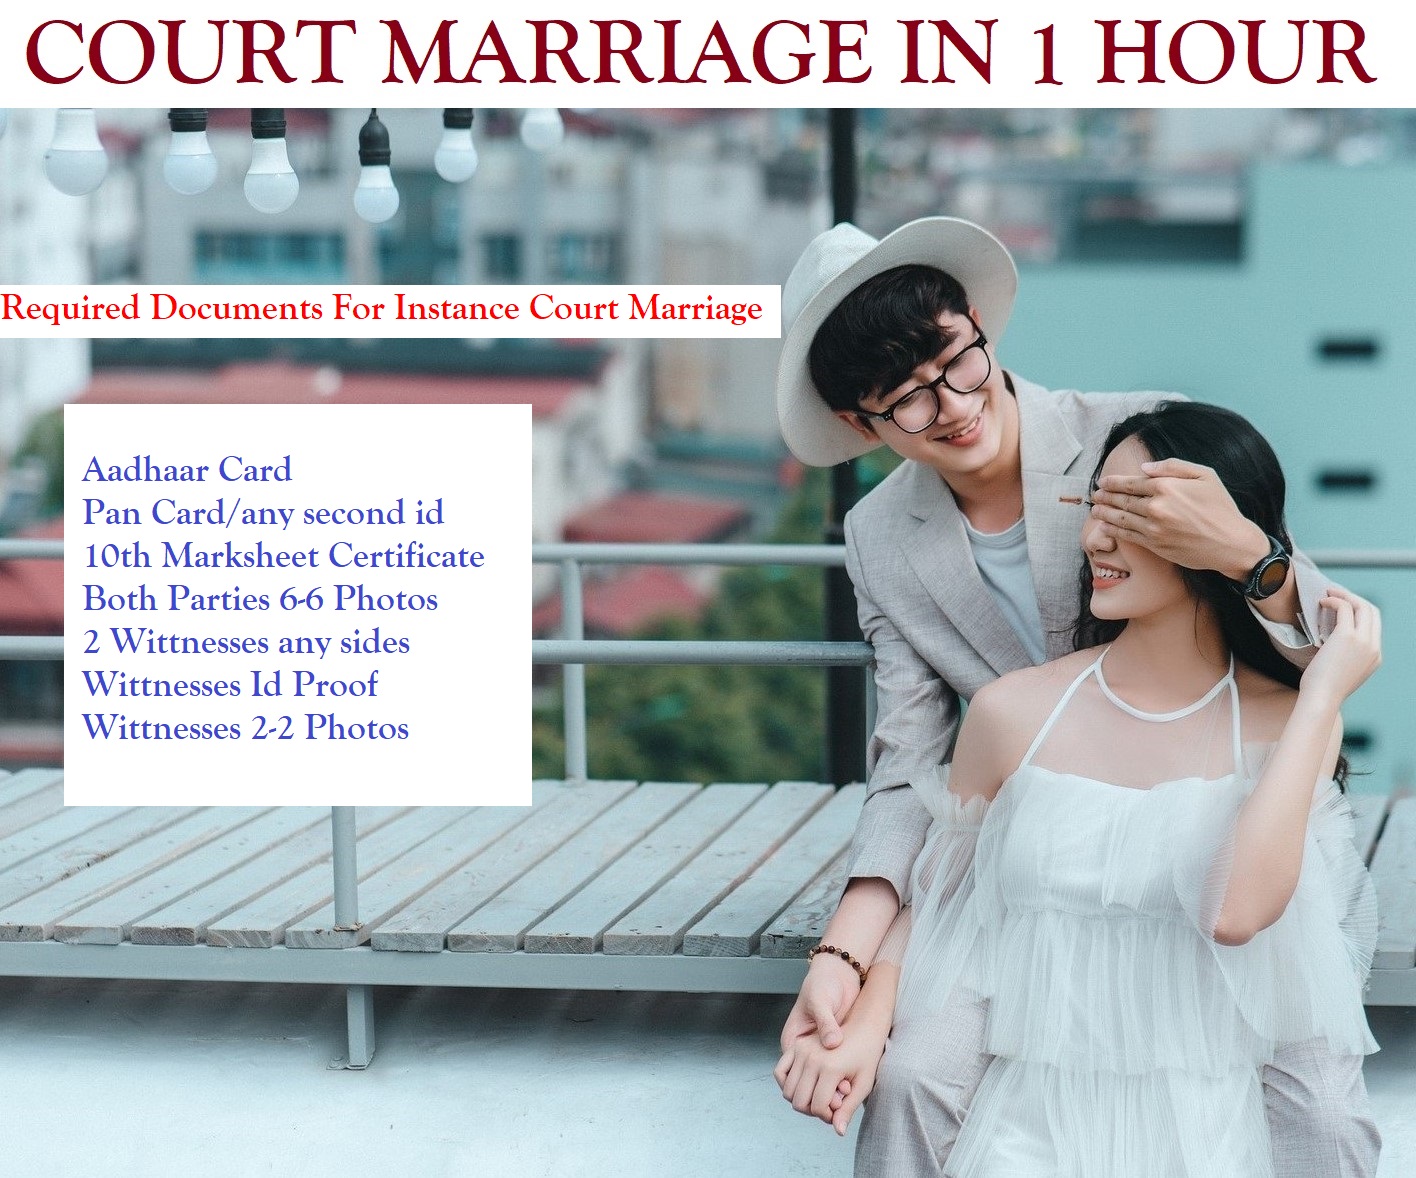 COURT MARRIAGE IN 1 HOUR
Required Documents For Instance Court Marriage
Aadhaar Card
Pan Card/any second id
10th Marksheet Certificate
Both Parties 6-6 Photos
2 Wittnesses any sides
Wittnesses Id Proof
Wittnesses 2-2 Photos